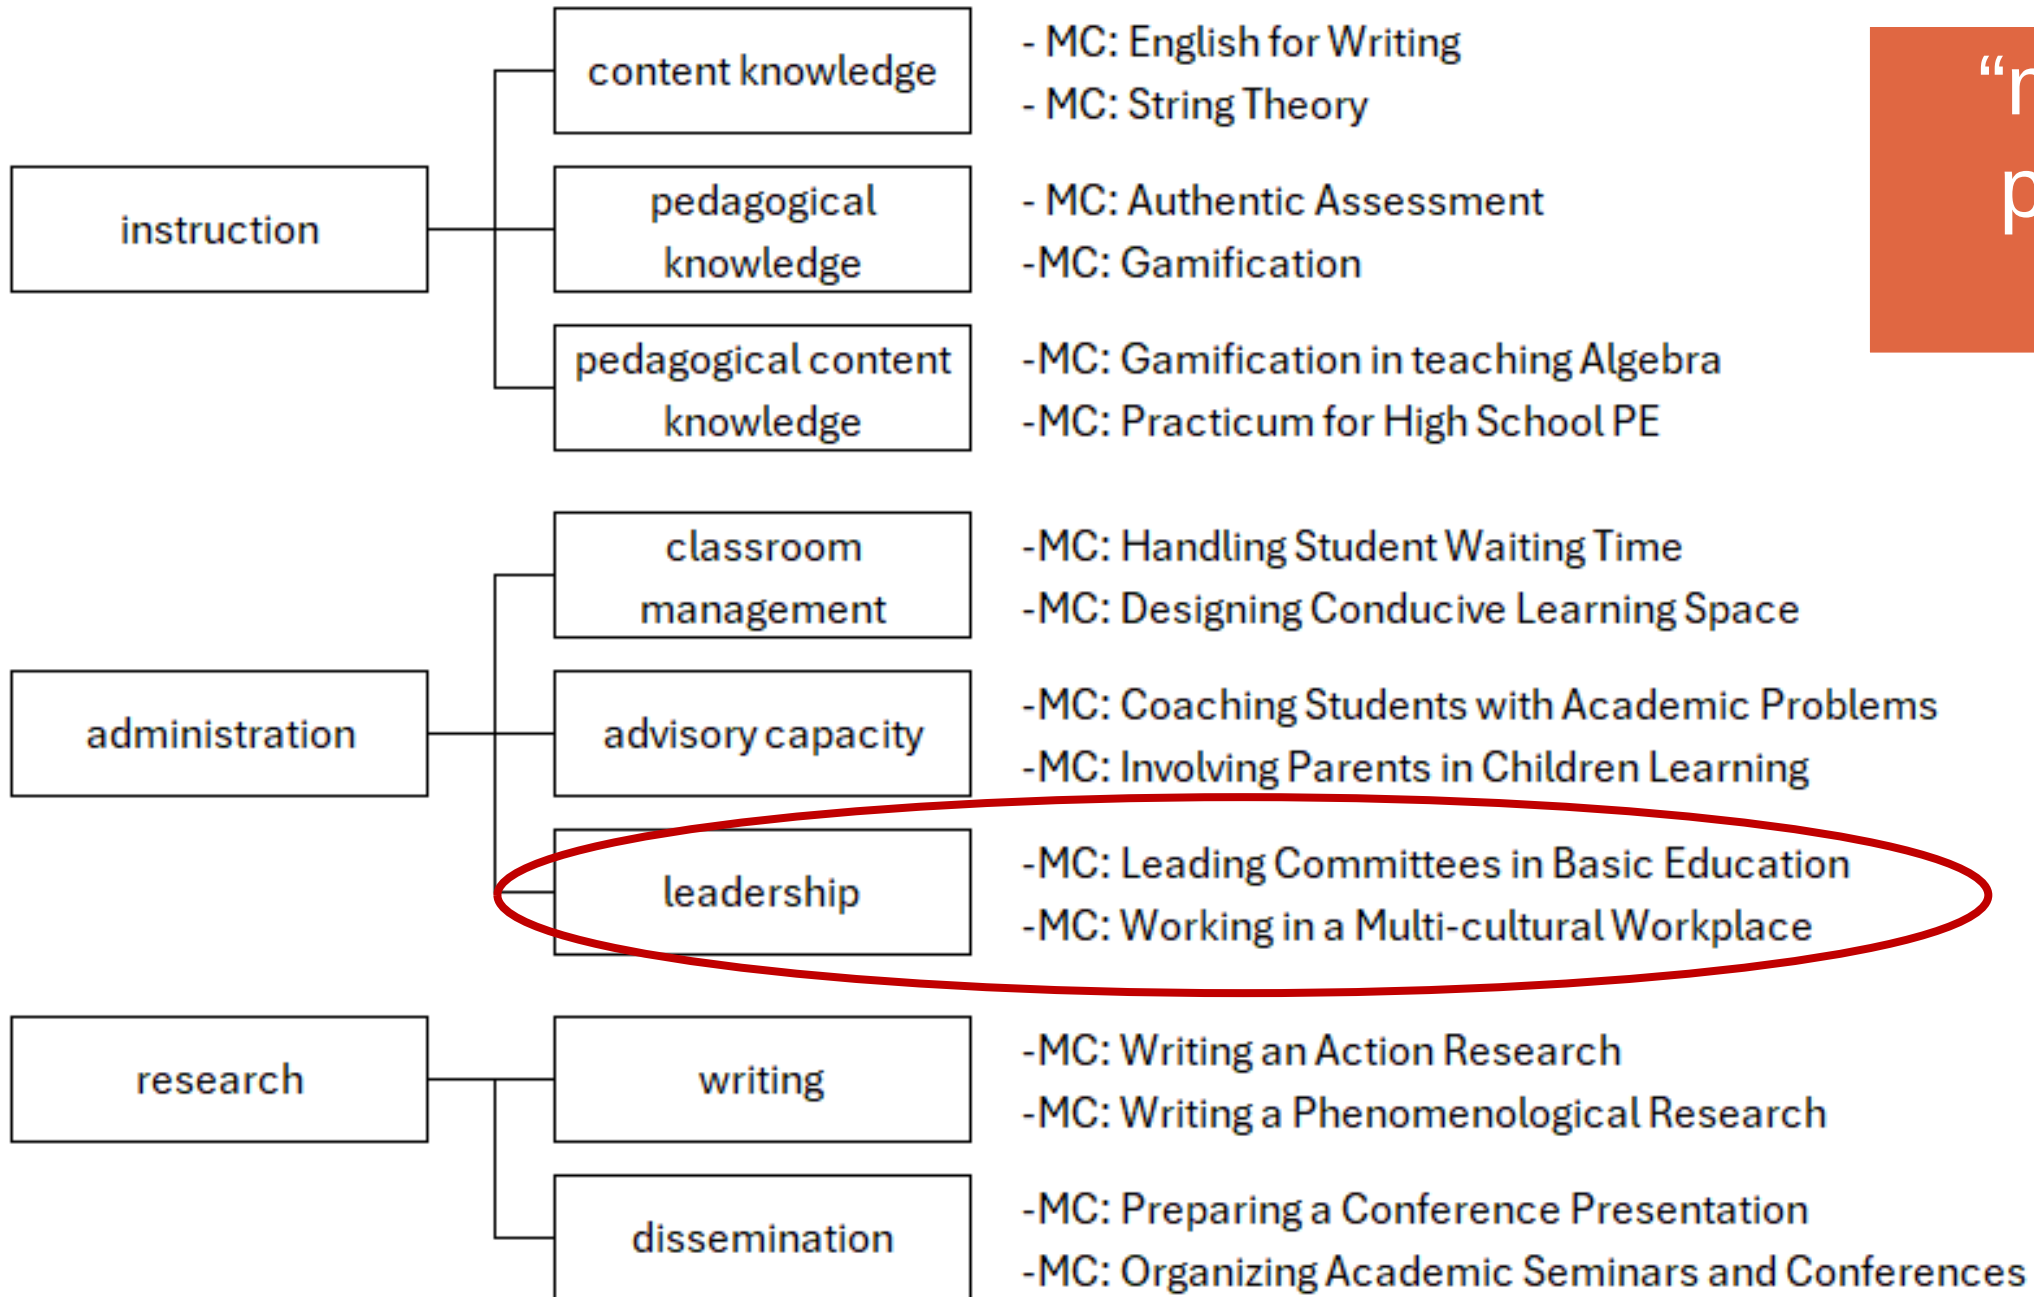 content knowledge
- MC: English for Writing
- MC: String Theory
instruction
pedagogical
knowledge
- MC: Authentic Assessment
-MC: Gamification
pedagogical content
knowledge
-MC: Gamification in teaching Algebra
-MC: Practicum for High School PE
classroom
management
-MC: Handling Student Waiting Time
-MC: Designing Conducive Learning Space
administration
advisory capacity
-MC: Coaching Students with Academic Problems
-MC: Involving Parents in Children Learning
leadership
-MC: Leading Committees in Basic Education
-MC: Working in a Multi-cultural Workplace
research
writing
-MC: Writing an Action Research
-MC: Writing a Phenomenological Research
dissemination
-MC: Preparing a Conference Presentation
-MC: Organizing Academic Seminars and Conferences